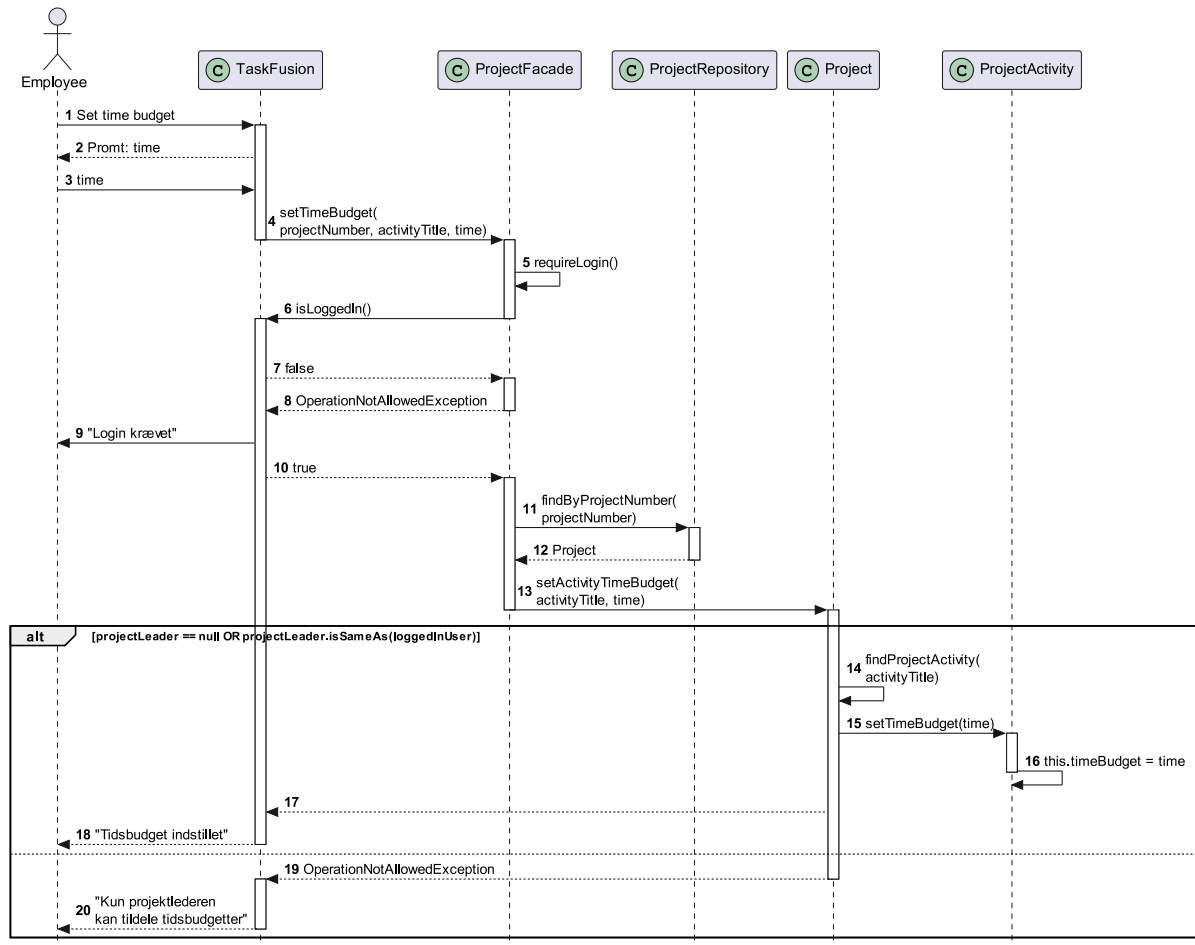 Employee
C TaskFusion
C ProjectFacade
C ProjectRepository
C Project
C ProjectActivity
1 Set time budget
2 Promt: time
3 time
4 setTimeBudget(
projectNumber, activityTitle, time)
5 requireLogin()
6 isLoggedIn()
7 false
8 OperationNotAllowedException
9 "Login krævet"
10 true
11 findByProjectNumber(
projectNumber)
12 Project
13 setActivityTimeBudget(
activityTitle, time)
alt [projectLeader == null OR projectLeader.isSameAs(loggedInUser)]
14 findProjectActivity(
activityTitle)
15 setTimeBudget(time)
16 this.timeBudget = time
17
18 "Tidsbudget indstillet"
19 OperationNotAllowedException
20 "Kun projektlederen
kan tildele tidsbudgetter"